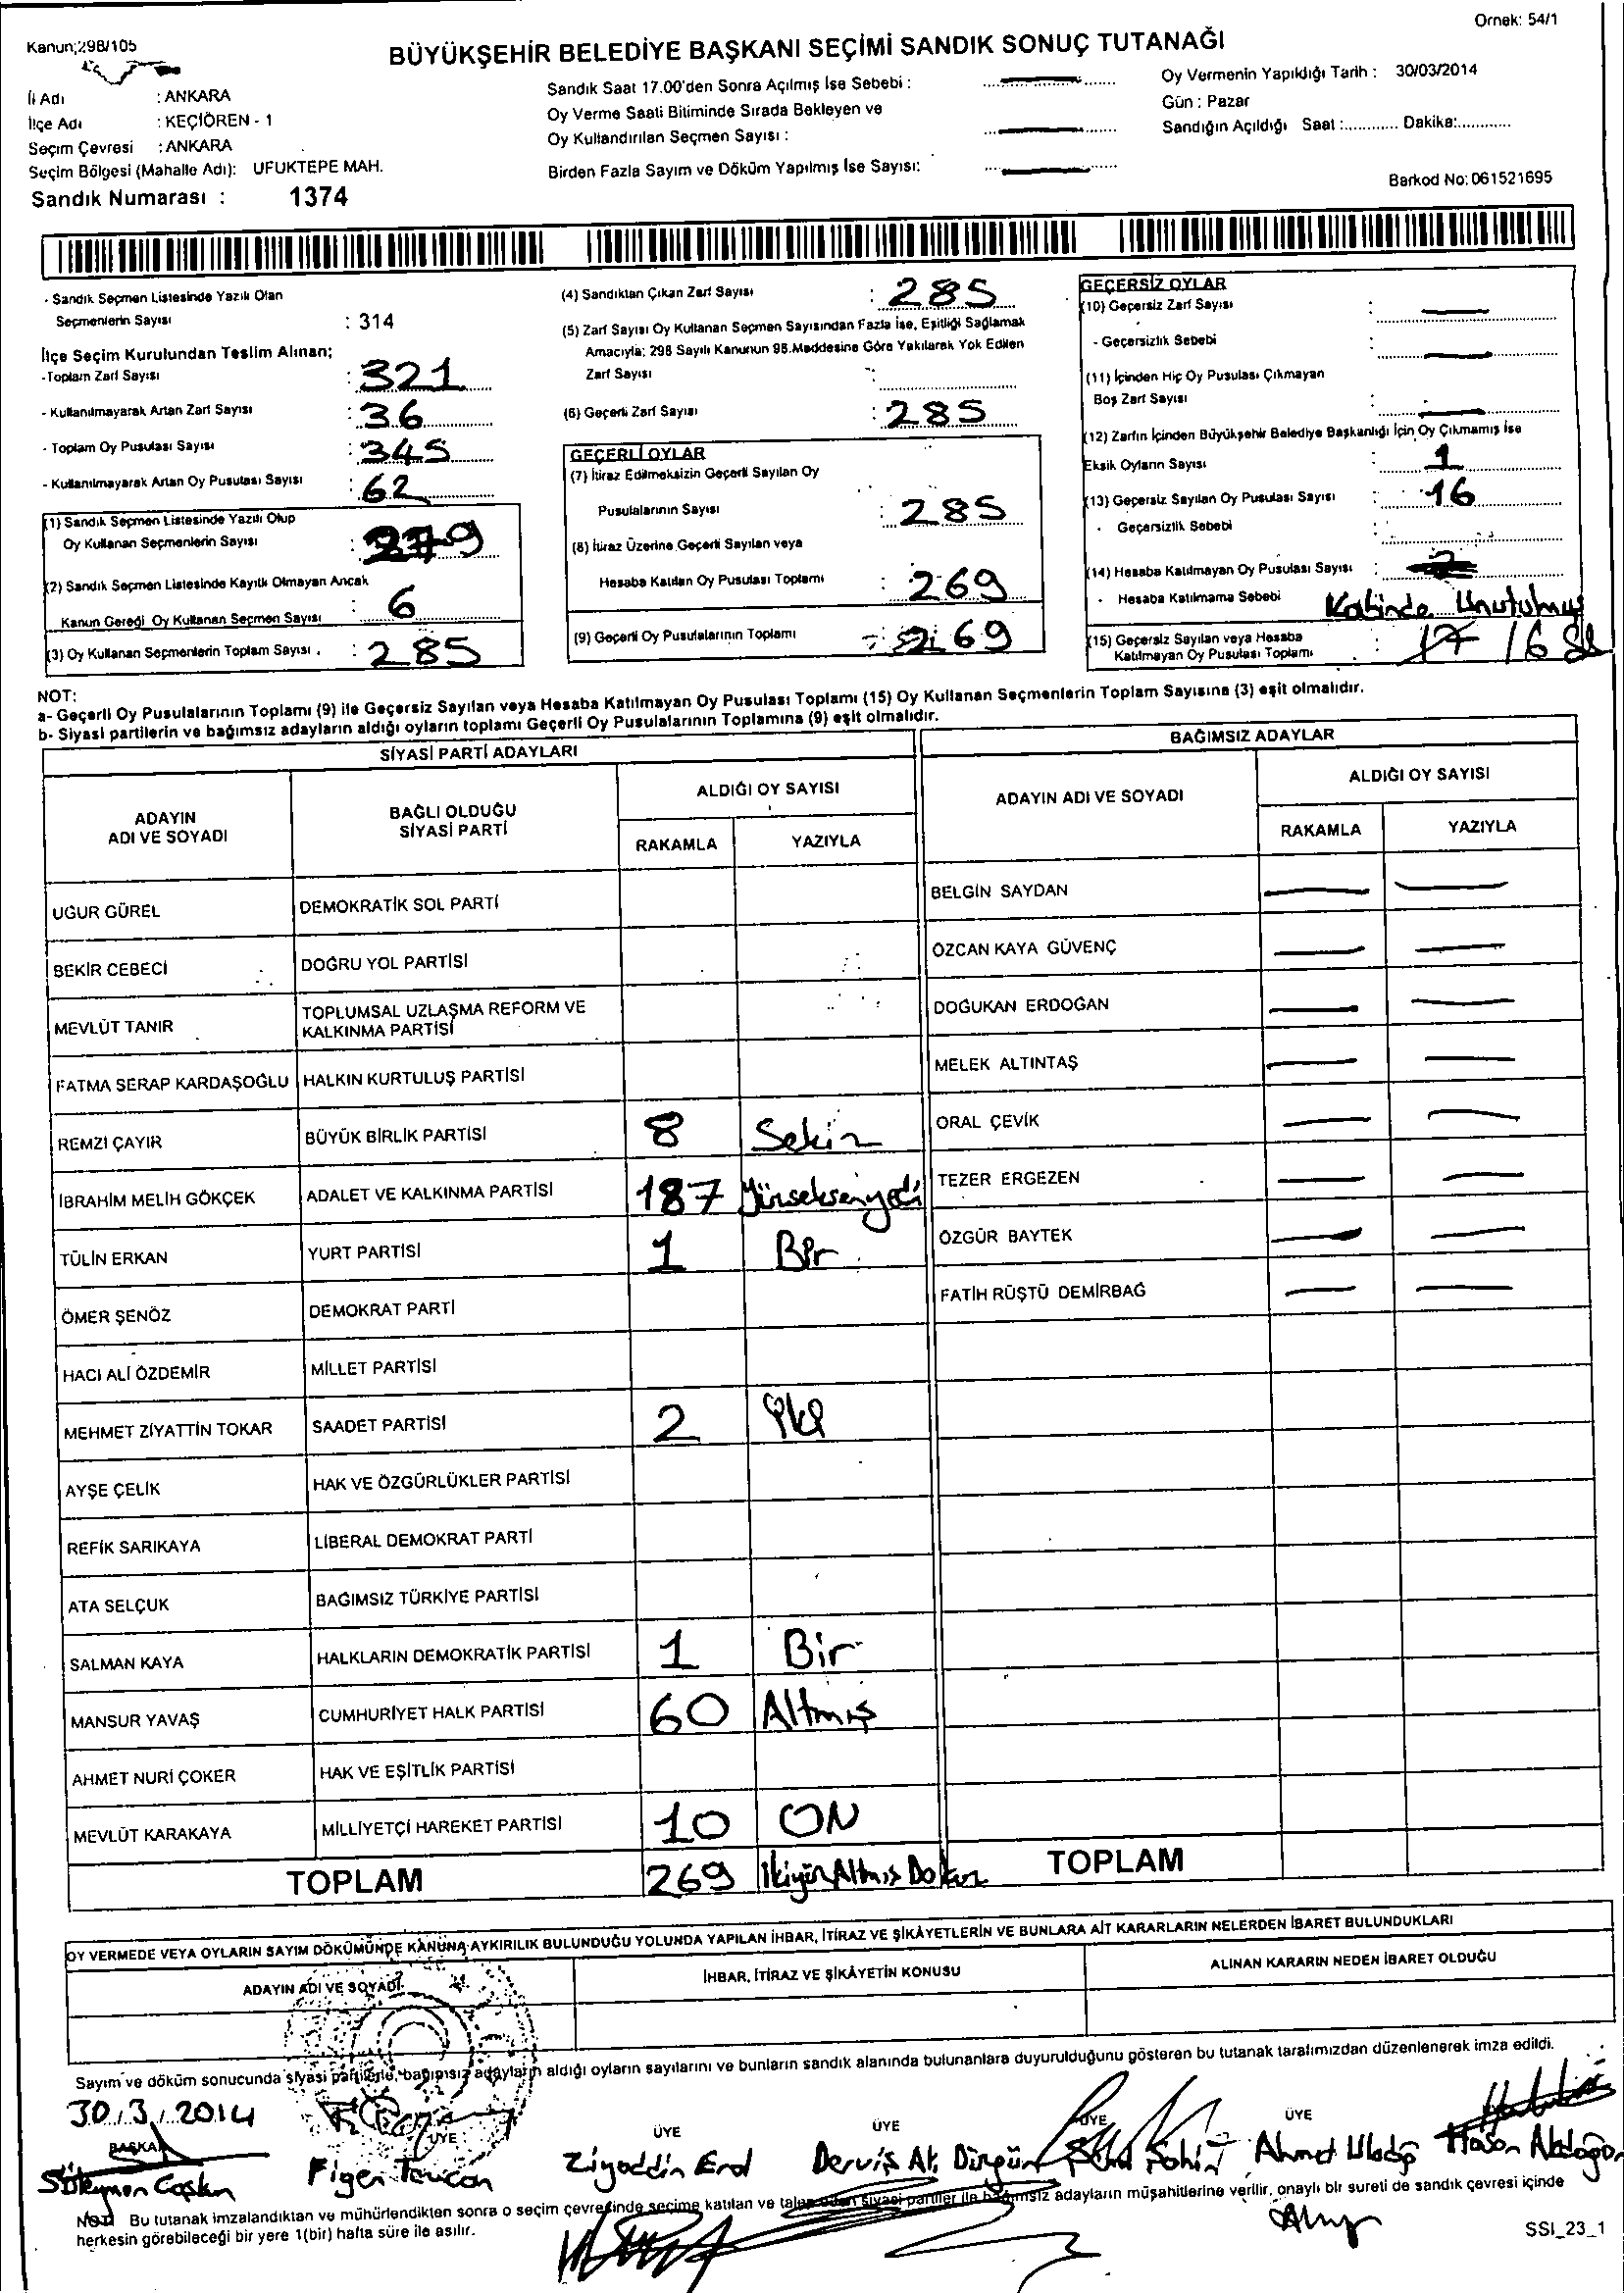 Örnek: 54/1
Kanun;298/105
BÜYÜKŞEHİR BELEDİYE BAŞKANI SEÇİMİ SANDIK SONUÇ TUTANAĞI
İl Adı : ANKARA
İlçe Adı : KEÇİÖREN - 1
Seçim Çevresi : ANKARA
Seçim Bölgesi (Mahalle Adı): UFUKTEPE MAH.
Sandık Numarası : 1374
Sandık Saat 17.00'den Sonra Açılmış İse Sebebi :
Oy Verme Saati Bitiminde Sırada Bekleyen ve
Oy Kullandırılan Seçmen Sayısı :
Birden Fazla Sayım ve Döküm Yapılmış İse Sayısı:
Oy Vermenin Yapıldığı Tarih : 30/03/2014
Gün : Pazar
Sandığın Açıldığı Saat :............ Dakika:............
Barkod No: 061521695
- Sandık Seçmen Listesinde Yazılı Olan
Seçmenlerin Sayısı : 314
İlçe Seçim Kurulundan Teslim Alınan;
-Toplam Zarf Sayısı : 321
- Kullanılmayarak Artan Zarf Sayısı : 36
- Toplam Oy Pusulası Sayısı : 345
- Kullanılmayarak Artan Oy Pusulası Sayısı : 62
(1) Sandık Seçmen Listesinde Yazılı Olup
Oy Kullanan Seçmenlerin Sayısı : 279
(2) Sandık Seçmen Listesinde Kayıtlı Olmayan Ancak
Kanun Gereği Oy Kullanan Seçmen Sayısı : 6
(3) Oy Kullanan Seçmenlerin Toplam Sayısı . : 285
(4) Sandıktan Çıkan Zarf Sayısı : 285
(5) Zarf Sayısı Oy Kullanan Seçmen Sayısından Fazla İse, Eşitliği Sağlamak
Amacıyla; 298 Sayılı Kanunun 98.Maddesine Göre Yakılarak Yok Edilen
Zarf Sayısı :
(6) Geçerli Zarf Sayısı : 285
GEÇERLİ OYLAR
(7) İtiraz Edilmeksizin Geçerli Sayılan Oy
Pusulalarının Sayısı : 285
(8) İtiraz Üzerine Geçerli Sayılan veya
Hesaba Katılan Oy Pusulası Toplamı : 269
(9) Geçerli Oy Pusulalarının Toplamı : 269
GEÇERSİZ OYLAR
(10) Geçersiz Zarf Sayısı :
- Geçersizlik Sebebi :
(11) İçinden Hiç Oy Pusulası Çıkmayan
Boş Zarf Sayısı :
(12) Zarfın İçinden Büyükşehir Belediye Başkanlığı İçin Oy Çıkmamış İse
Eksik Oyların Sayısı : 1
(13) Geçersiz Sayılan Oy Pusulası Sayısı : 16
- Geçersizlik Sebebi :
(14) Hesaba Katılmayan Oy Pusulası Sayısı :
- Hesaba Katılmama Sebebi Kabinde Unutulmuş
(15) Geçersiz Sayılan veya Hesaba
Katılmayan Oy Pusulası Toplamı : 17 16
NOT:
a- Geçerli Oy Pusulalarının Toplamı (9) ile Geçersiz Sayılan veya Hesaba Katılmayan Oy Pusulası Toplamı (15) Oy Kullanan Seçmenlerin Toplam Sayısına (3) eşit olmalıdır.
b- Siyasi partilerin ve bağımsız adayların aldığı oyların toplamı Geçerli Oy Pusulalarının Toplamına (9) eşit olmalıdır.
SİYASİ PARTİ ADAYLARI
ADAYIN ADI VE SOYADI
BAĞLI OLDUĞU SİYASİ PARTİ
ALDIĞI OY SAYISI
RAKAMLA YAZIYLA
UĞUR GÜREL DEMOKRATİK SOL PARTİ
BEKİR CEBECİ DOĞRU YOL PARTİSİ
MEVLÜT TANIR TOPLUMSAL UZLAŞMA REFORM VE
KALKINMA PARTİSİ
FATMA SERAP KARDAŞOĞLU HALKIN KURTULUŞ PARTİSİ
REMZİ ÇAYIR BÜYÜK BİRLİK PARTİSİ 8 Sekiz
İBRAHİM MELİH GÖKÇEK ADALET VE KALKINMA PARTİSİ 187 Yüzseksenyedi
TÜLİN ERKAN YURT PARTİSİ 1 Bir
ÖMER ŞENÖZ DEMOKRAT PARTİ
HACI ALİ ÖZDEMİR MİLLET PARTİSİ
MEHMET ZİYATTİN TOKAR SAADET PARTİSİ 2 İki
AYŞE ÇELİK HAK VE ÖZGÜRLÜKLER PARTİSİ
REFİK SARIKAYA LİBERAL DEMOKRAT PARTİ
ATA SELÇUK BAĞIMSIZ TÜRKİYE PARTİSİ
SALMAN KAYA HALKLARIN DEMOKRATİK PARTİSİ 1 Bir
MANSUR YAVAŞ CUMHURİYET HALK PARTİSİ 60 Altmış
AHMET NURİ ÇOKER HAK VE EŞİTLİK PARTİSİ
MEVLÜT KARAKAYA MİLLİYETÇİ HAREKET PARTİSİ 10 ON
TOPLAM 269 İkiyüz Altmış Dokuz
BAĞIMSIZ ADAYLAR
ADAYIN ADI VE SOYADI
ALDIĞI OY SAYISI
RAKAMLA YAZIYLA
BELGİN SAYDAN
ÖZCAN KAYA GÜVENÇ
DOĞUKAN ERDOĞAN
MELEK ALTINTAŞ
ORAL ÇEVİK
TEZER ERGEZEN
ÖZGÜR BAYTEK
FATİH RÜŞTÜ DEMİRBAĞ
TOPLAM
OY VERMEDE VEYA OYLARIN SAYIM DÖKÜMÜNDE KANUNA AYKIRILIK BULUNDUĞU YOLUNDA YAPILAN İHBAR, İTİRAZ VE ŞİKÂYETLERİN VE BUNLARA AİT KARARLARIN NELERDEN İBARET BULUNDUKLARI
ADAYIN ADI VE SOYADI İHBAR, İTİRAZ VE ŞİKÂYETİN KONUSU ALINAN KARARIN NEDEN İBARET OLDUĞU
Sayım ve döküm sonucunda siyasi partilerle, bağımsız adayların aldığı oyların sayılarını ve bunların sandık alanında bulunanlara duyurulduğunu gösteren bu tutanak tarafımızdan düzenlenerek imza edildi.
30/3/2014
BAŞKAN ÜYE ÜYE ÜYE ÜYE ÜYE
Süleyman Coşkun Figen Ziyaddin Erol Derviş Ali Şahin Ahmet Hasan
Not: Bu tutanak imzalandıktan ve mühürlendikten sonra o seçim çevresinde seçime katılan ve talep eden siyasi partiler ile bağımsız adayların müşahitlerine verilir, onaylı bir sureti de sandık çevresi içinde
herkesin görebileceği bir yere 1(bir) hafta süre ile asılır.
SSI_23_1